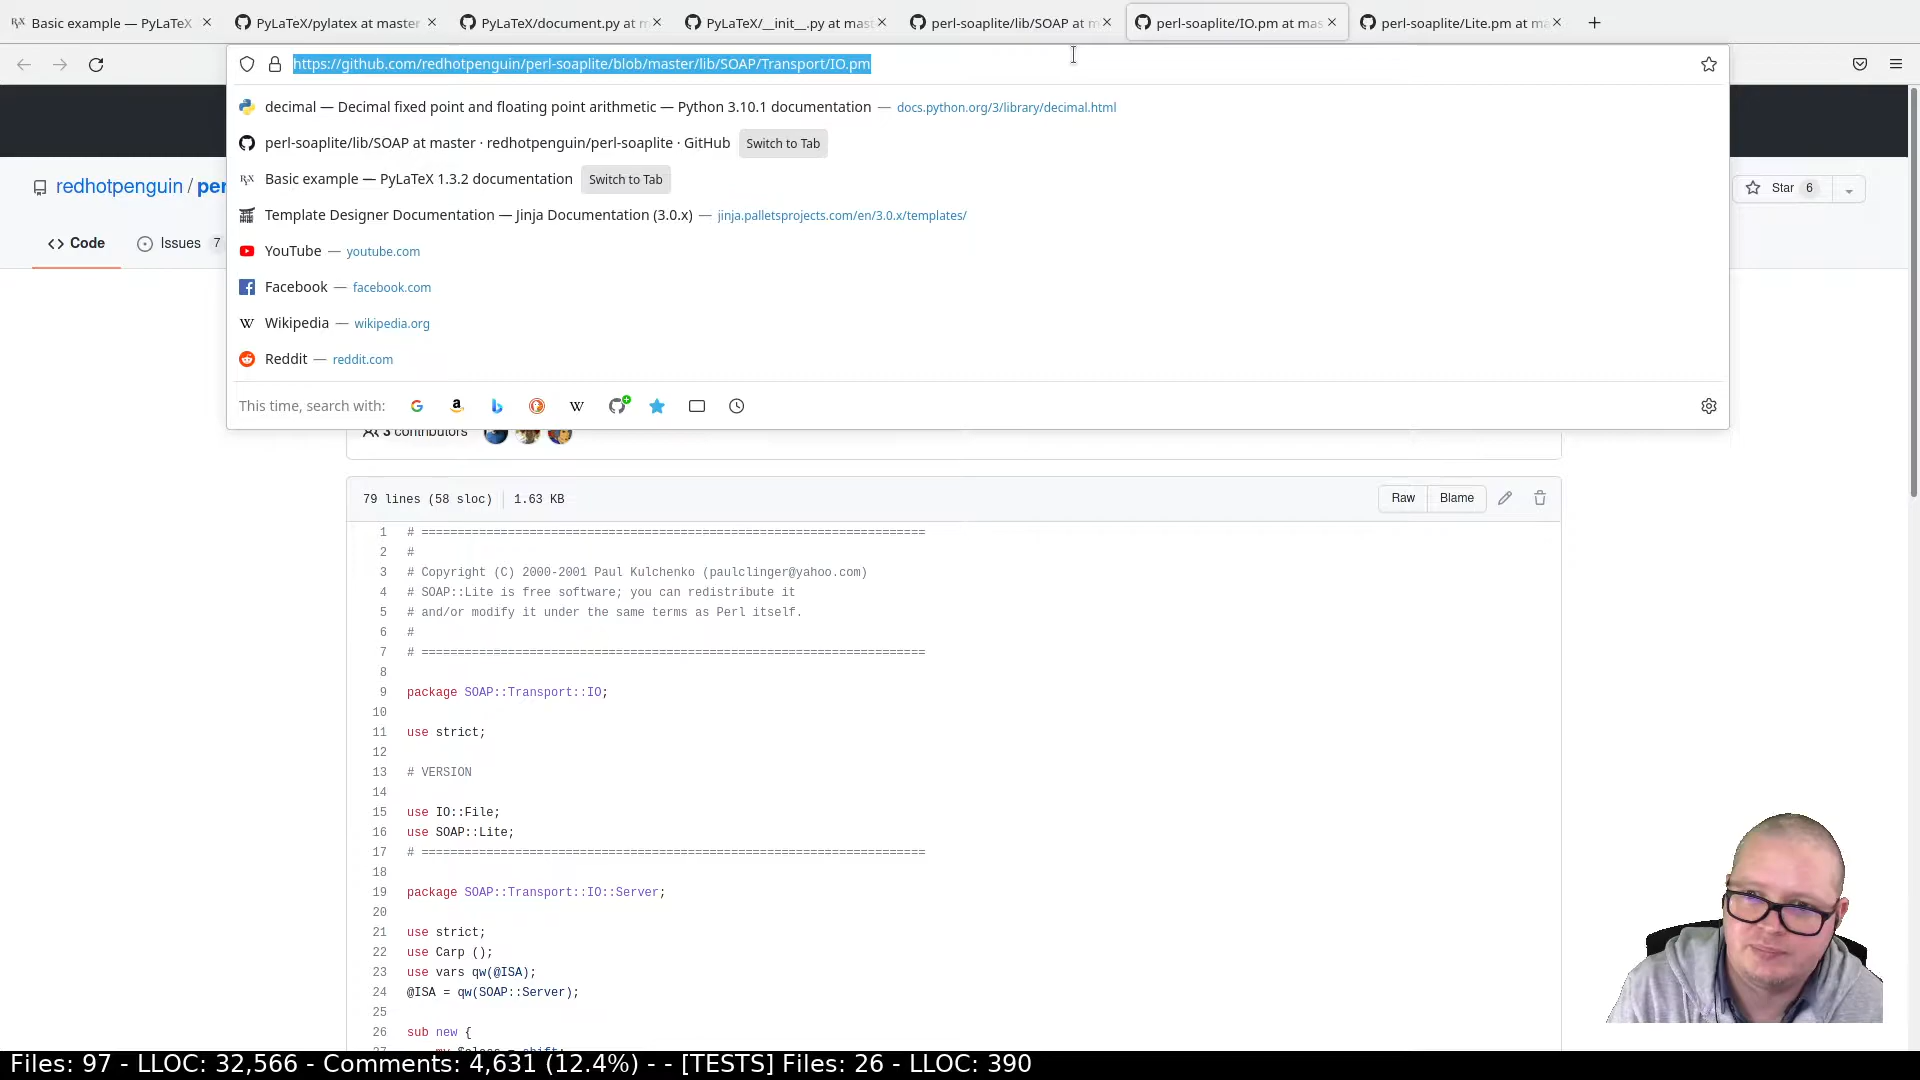 Basic example — PyLaTeX
PyLaTeX/pylatex at master
PyLaTeX/document.py at m
PyLaTeX/__init__.py at mast
perl-soaplite/lib/SOAP at m
perl-soaplite/IO.pm at mas
perl-soaplite/Lite.pm at ma
https://github.com/redhotpenguin/perl-soaplite/blob/master/lib/SOAP/Transport/IO.pm
decimal — Decimal fixed point and floating point arithmetic — Python 3.10.1 documentation — docs.python.org/3/library/decimal.html
perl-soaplite/lib/SOAP at master · redhotpenguin/perl-soaplite · GitHub Switch to Tab
Basic example — PyLaTeX 1.3.2 documentation Switch to Tab
Template Designer Documentation — Jinja Documentation (3.0.x) — jinja.palletsprojects.com/en/3.0.x/templates/
YouTube — youtube.com
Facebook — facebook.com
Wikipedia — wikipedia.org
Reddit — reddit.com
This time, search with:
redhotpenguin / per
Star 6
Code
Issues 7
3 contributors
79 lines (58 sloc) 1.63 KB
Raw Blame
1 # ======================================================================
2 #
3 # Copyright (C) 2000-2001 Paul Kulchenko (paulclinger@yahoo.com)
4 # SOAP::Lite is free software; you can redistribute it
5 # and/or modify it under the same terms as Perl itself.
6 #
7 # ======================================================================
8
9 package SOAP::Transport::IO;
10
11 use strict;
12
13 # VERSION
14
15 use IO::File;
16 use SOAP::Lite;
17 # ======================================================================
18
19 package SOAP::Transport::IO::Server;
20
21 use strict;
22 use Carp ();
23 use vars qw(@ISA);
24 @ISA = qw(SOAP::Server);
25
26 sub new {
27 my $class = shift;
Files: 97 - LLOC: 32,566 - Comments: 4,631 (12.4%) - - [TESTS] Files: 26 - LLOC: 390